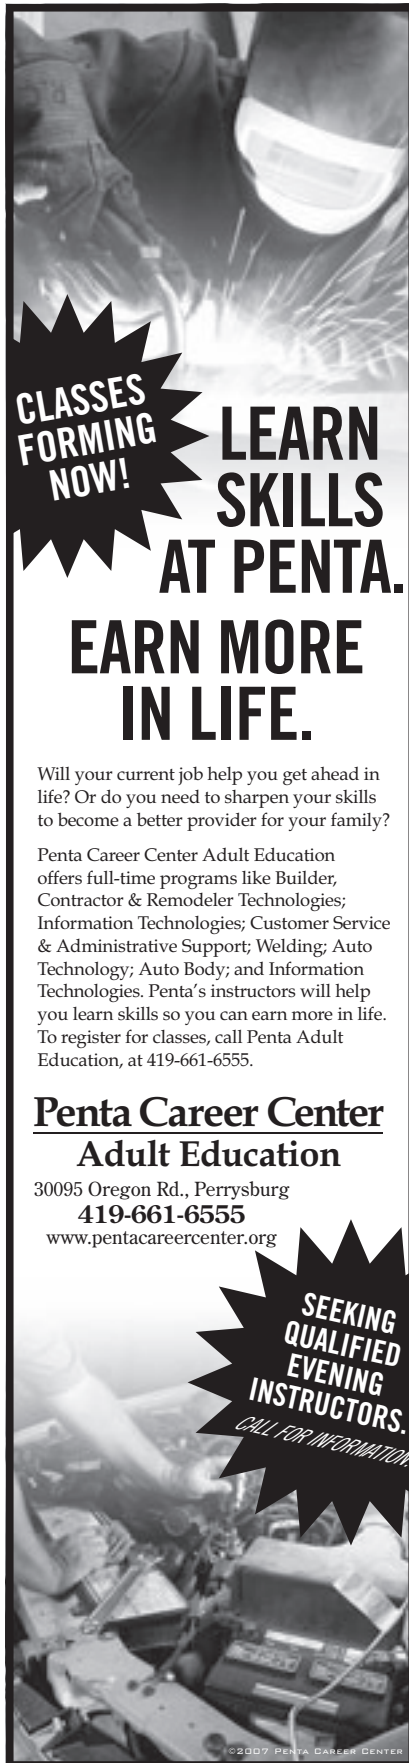 CLASSES
FORMING
NOW!
LEARN
SKILLS
AT PENTA.
EARN MORE
IN LIFE.
Will your current job help you get ahead in
life? Or do you need to sharpen your skills
to become a better provider for your family?
Penta Career Center Adult Education
offers full-time programs like Builder,
Contractor & Remodeler Technologies;
Information Technologies; Customer Service
& Administrative Support; Welding; Auto
Technology; Auto Body; and Information
Technologies. Penta's instructors will help
you learn skills so you can earn more in life.
To register for classes, call Penta Adult
Education, at 419-661-6555.
Penta Career Center
Adult Education
30095 Oregon Rd., Perrysburg
419-661-6555
www.pentacareercenter.org
SEEKING
QUALIFIED
EVENING
INSTRUCTORS.
CALL FOR INFORMATION.
©2007 PENTA CAREER CENTER